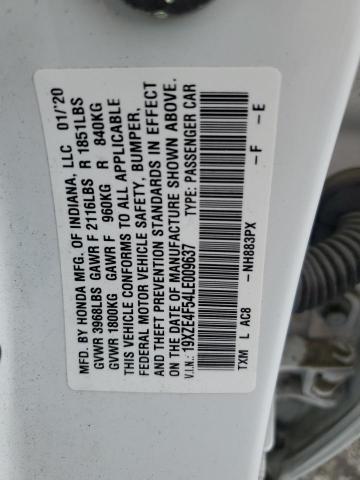 MFD. BY HONDA MFG. OF INDIANA, LLC 01/'20
GVWR 3968LBS GAWR F 2116LBS R 1851LBS
GVWR 1800KG GAWR F 960KG R 840KG
THIS VEHICLE CONFORMS TO ALL APPLICABLE
FEDERAL MOTOR VEHICLE SAFETY, BUMPER,
AND THEFT PREVENTION STANDARDS IN EFFECT
ON THE DATE OF MANUFACTURE SHOWN ABOVE.
V.I.N.: 19XZE4F54LE009637 TYPE: PASSENGER CAR
TXM L AC8 -NH883PX -F -E